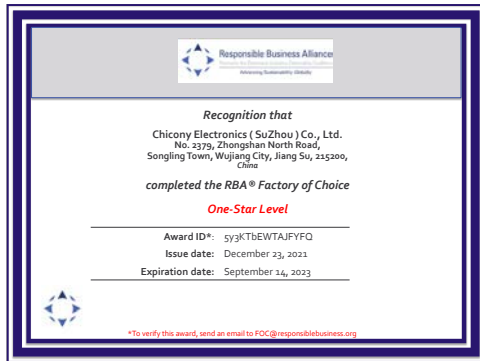 Responsible Business Alliance
Advancing Sustainability Globally
Recognition that
Chicony Electronics ( SuZhou ) Co., Ltd.
No. 2379, Zhongshan North Road,
Songling Town, Wujiang City, Jiang Su, 215200,
China
completed the RBA® Factory of Choice
One-Star Level
Award ID*: 5y3KTbEWTAJFYFQ
Issue date: December 23, 2021
Expiration date: September 14, 2023
*To verify this award, send an email to FOC@responsiblebusiness.org